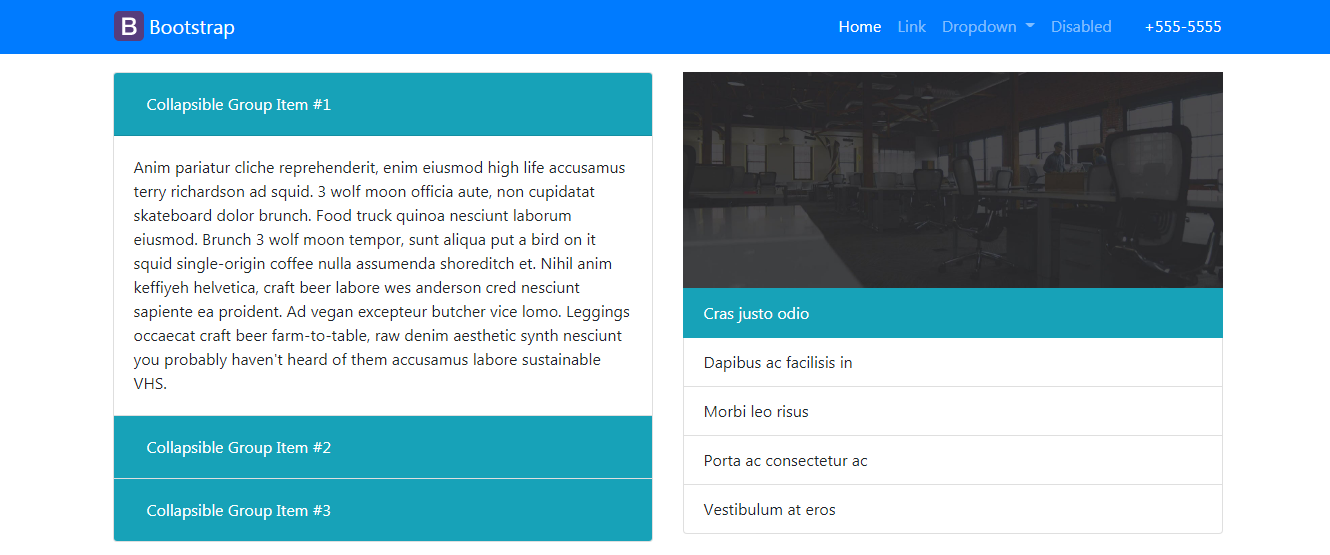 B Bootstrap
Home Link Dropdown Disabled +555-5555
Collapsible Group Item #1
Anim pariatur cliche reprehenderit, enim eiusmod high life accusamus
terry richardson ad squid. 3 wolf moon officia aute, non cupidatat
skateboard dolor brunch. Food truck quinoa nesciunt laborum
eiusmod. Brunch 3 wolf moon tempor, sunt aliqua put a bird on it
squid single-origin coffee nulla assumenda shoreditch et. Nihil anim
keffiyeh helvetica, craft beer labore wes anderson cred nesciunt
sapiente ea proident. Ad vegan excepteur butcher vice lomo. Leggings
occaecat craft beer farm-to-table, raw denim aesthetic synth nesciunt
you probably haven't heard of them accusamus labore sustainable
VHS.
Collapsible Group Item #2
Collapsible Group Item #3
Cras justo odio
Dapibus ac facilisis in
Morbi leo risus
Porta ac consectetur ac
Vestibulum at eros